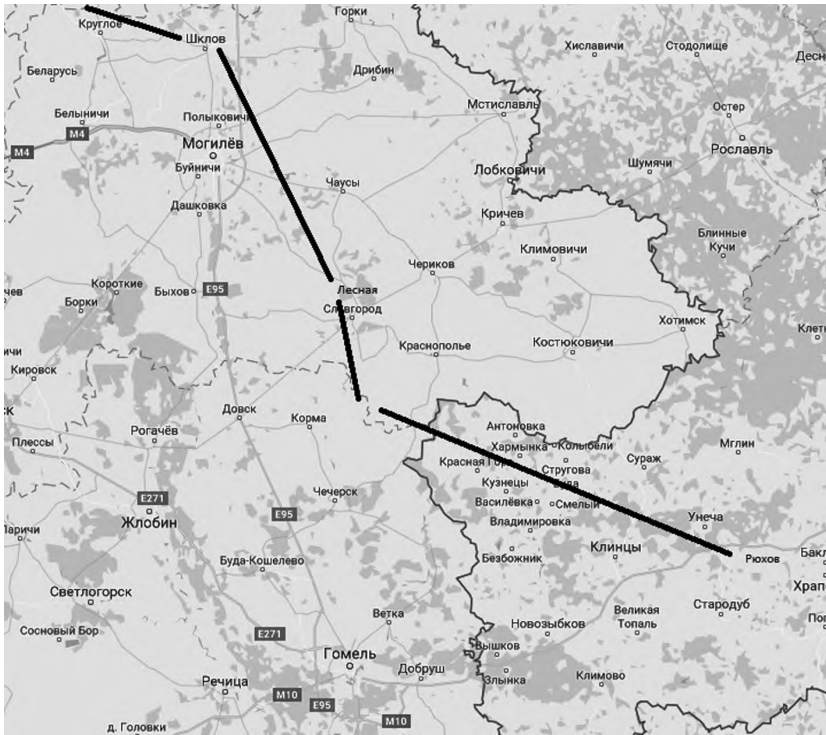 Круглое
Шклов
Горки
Хиславичи
Стодолище
Беларусь
Дрибин
Белыничи
Полыковичи
Мстиславль
Остер
M4
M4
Могилёв
Рославль
Буйничи
Шумячи
Чаусы
Лобковичи
Дашковка
Кричев
Блинные
Кучи
Климовичи
Чериков
Короткие
Быхов
E95
Лесная
Борки
Славгород
Хотимск
Краснополье
Костюковичи
Кировск
Довск
Корма
Рогачёв
Антоновка
Плессы
Хармынка
Колыбели
Мглин
Красная Гора
Сураж
Стругова
Буда
Кузнецы
Чечерск
E271
Василёвка
Смелый
E95
Жлобин
Владимировка
Унеча
Безбожник
Клинцы
Рюхов
Буда-Кошелево
Светлогорск
Стародуб
Ветка
Великая
Топаль
Новозыбков
Сосновый Бор
E271
Вышков
Гомель
Добруш
Злынка
Климово
Речица
M10
E95
M10
д. Головки